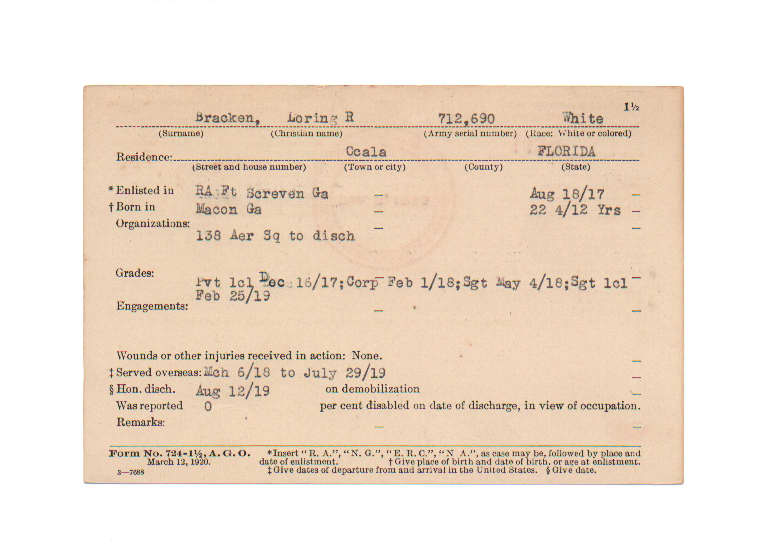 1½
Bracken, Loring R 712,690 White
(Surname) (Christian name) (Army serial number) (Race: White or colored)
Residence: Ocala FLORIDA
(Street and house number) (Town or city) (County) (State)
*Enlisted in RA Ft Screven Ga Aug 18/17
†Born in Macon Ga 22 4/12 Yrs
Organizations:
138 Aer Sq to disch
Grades:
Pvt 1cl Dec 16/17; Corp Feb 1/18; Sgt May 4/18; Sgt 1cl
Feb 25/19
Engagements:
Wounds or other injuries received in action: None.
‡Served overseas: Mch 6/18 to July 29/19
§Hon. disch. Aug 12/19 on demobilization
Was reported 0 per cent disabled on date of discharge, in view of occupation.
Remarks:
Form No. 724-1½, A. G. O. *Insert "R. A.", "N. G.", "E. R. C.", "N A.", as case may be, followed by place and
March 12, 1920. date of enlistment. †Give place of birth and date of birth, or age at enlistment.
3—7688 ‡Give dates of departure from and arrival in the United States. §Give date.